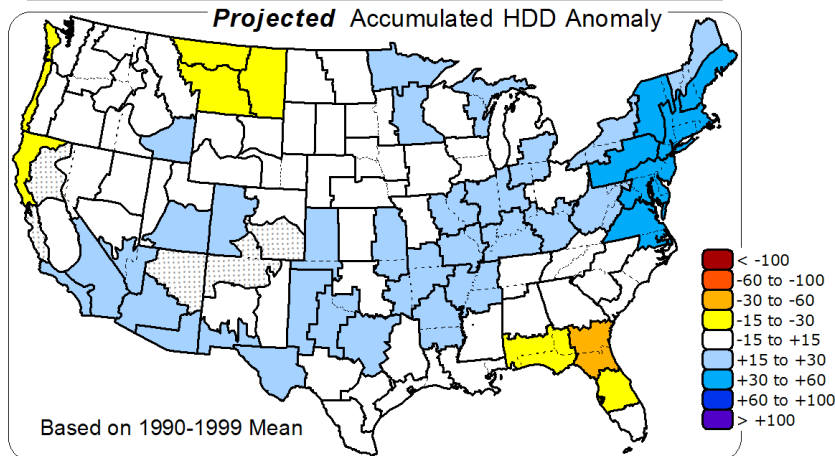 Projected Accumulated HDD Anomaly
< -100
-60 to -100
-30 to -60
-15 to -30
-15 to +15
+15 to +30
+30 to +60
+60 to +100
> +100
Based on 1990-1999 Mean